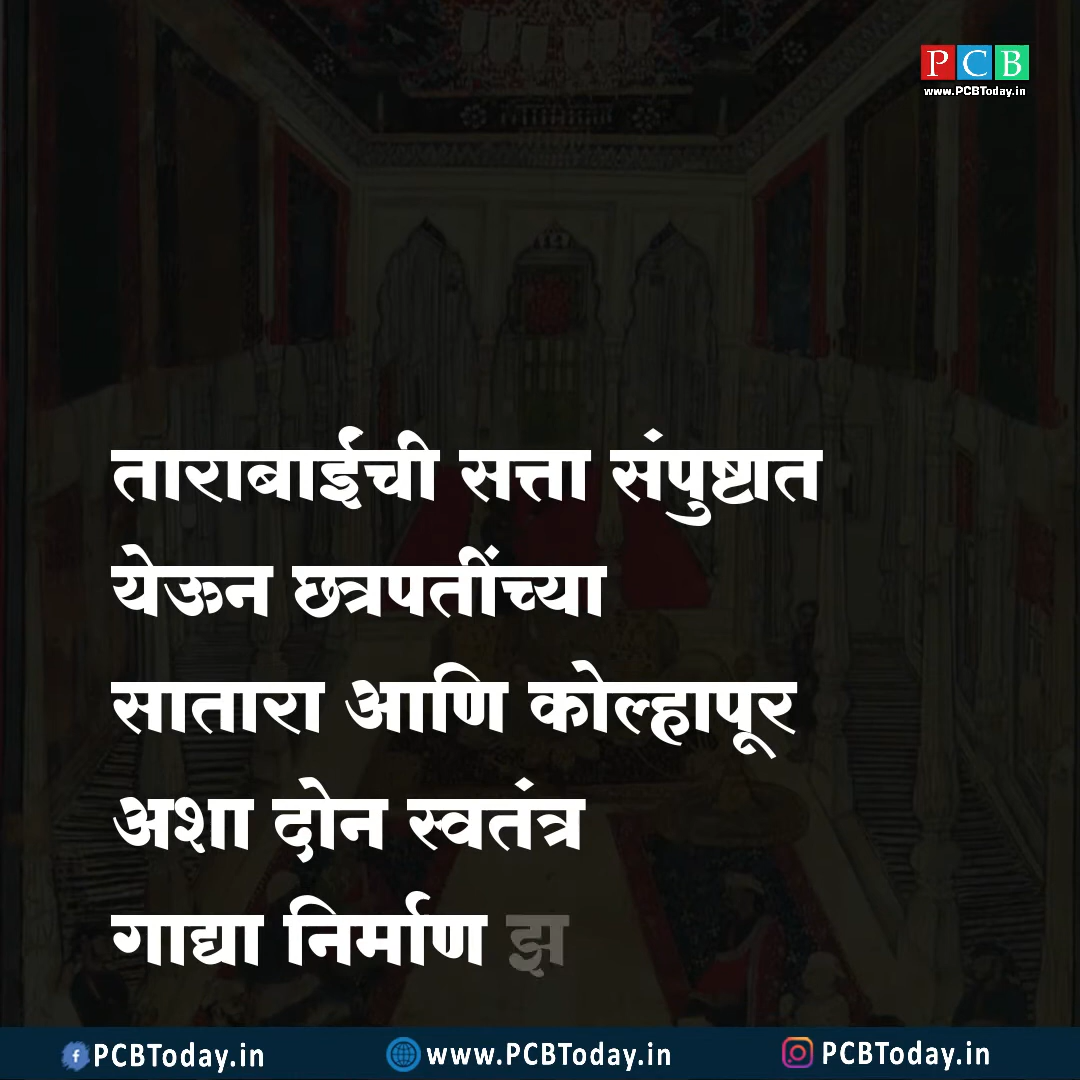 PCB
www.PCBToday.in
ताराबाईची सत्ता संपुष्टात
येऊन छत्रपतींच्या
सातारा आणि कोल्हापूर
अशा दोन स्वतंत्र
गाद्या निर्माण झ
PCBToday.in www.PCBToday.in PCBToday.in